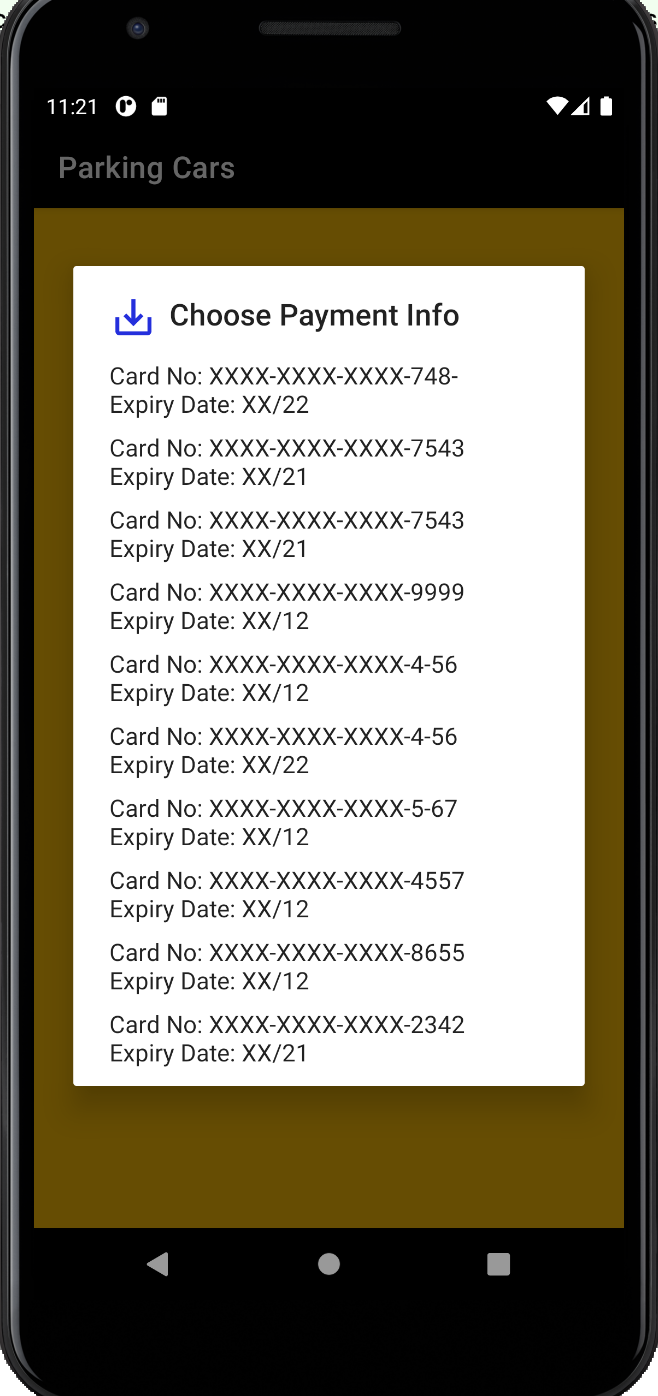 11:21
Parking Cars
Choose Payment Info
Card No: XXXX-XXXX-XXXX-748-
Expiry Date: XX/22
Card No: XXXX-XXXX-XXXX-7543
Expiry Date: XX/21
Card No: XXXX-XXXX-XXXX-7543
Expiry Date: XX/21
Card No: XXXX-XXXX-XXXX-9999
Expiry Date: XX/12
Card No: XXXX-XXXX-XXXX-4-56
Expiry Date: XX/12
Card No: XXXX-XXXX-XXXX-4-56
Expiry Date: XX/22
Card No: XXXX-XXXX-XXXX-5-67
Expiry Date: XX/12
Card No: XXXX-XXXX-XXXX-4557
Expiry Date: XX/12
Card No: XXXX-XXXX-XXXX-8655
Expiry Date: XX/12
Card No: XXXX-XXXX-XXXX-2342
Expiry Date: XX/21